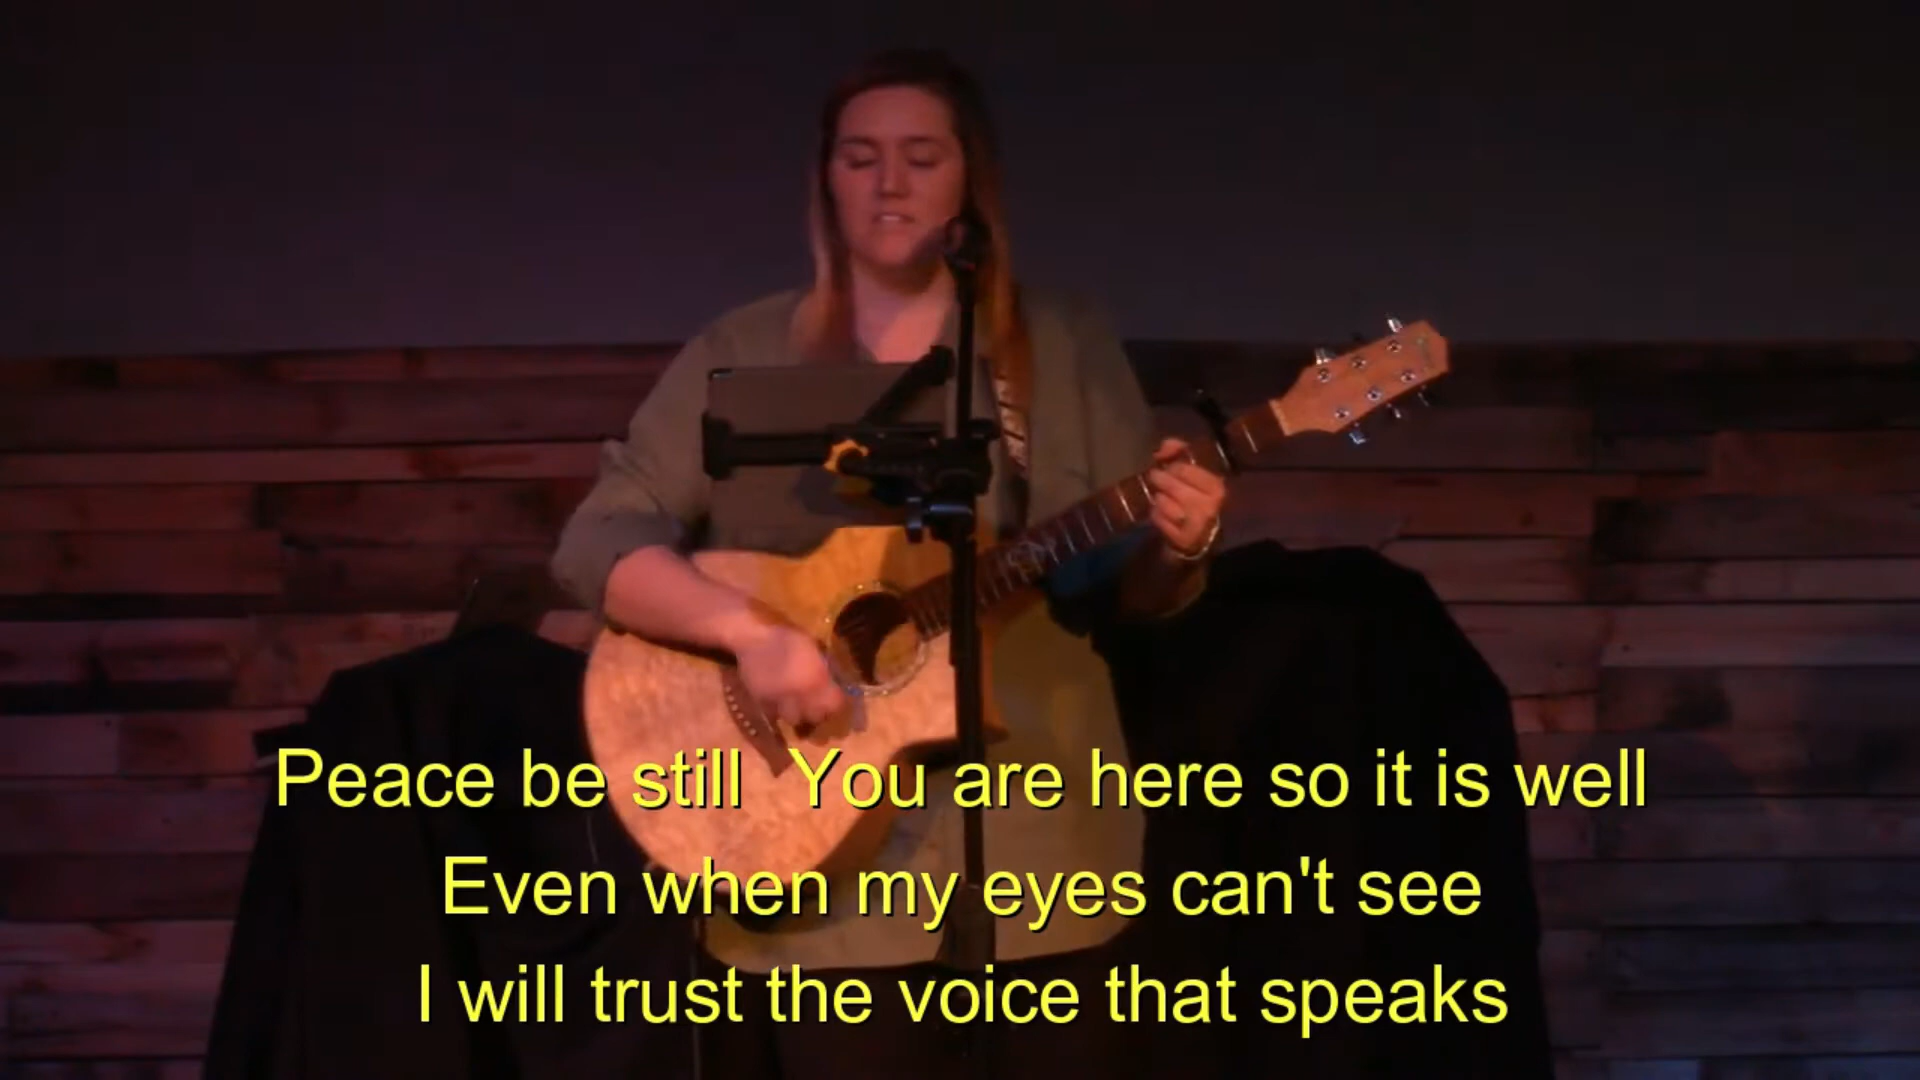 Peace be still  You are here so it is well
Even when my eyes can't see
I will trust the voice that speaks